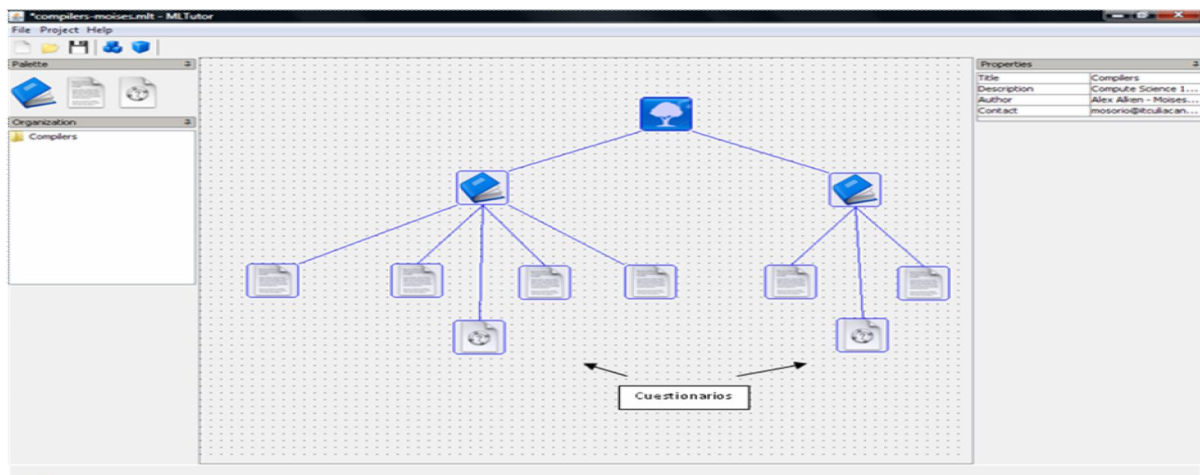 *compilers-moises.mlt - MLTutor
File Project Help
Palette
Organization
Compilers
Cuestionarios
Properties
Title Compilers
Description Compute Science 1...
Author Alex Aiken - Moises...
Contact mosorio@itculiacan...